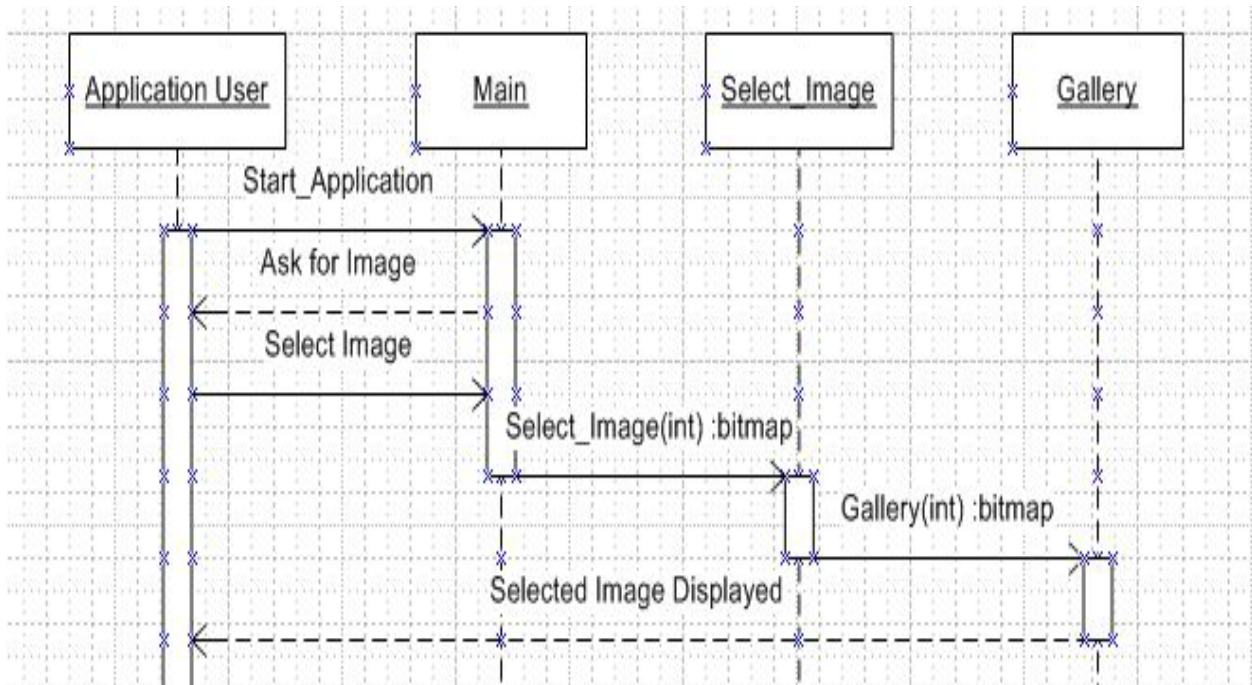 Application User
Main
Select_Image
Gallery
Start_Application
Ask for Image
Select Image
Select_Image(int) :bitmap
Gallery(int) :bitmap
Selected Image Displayed